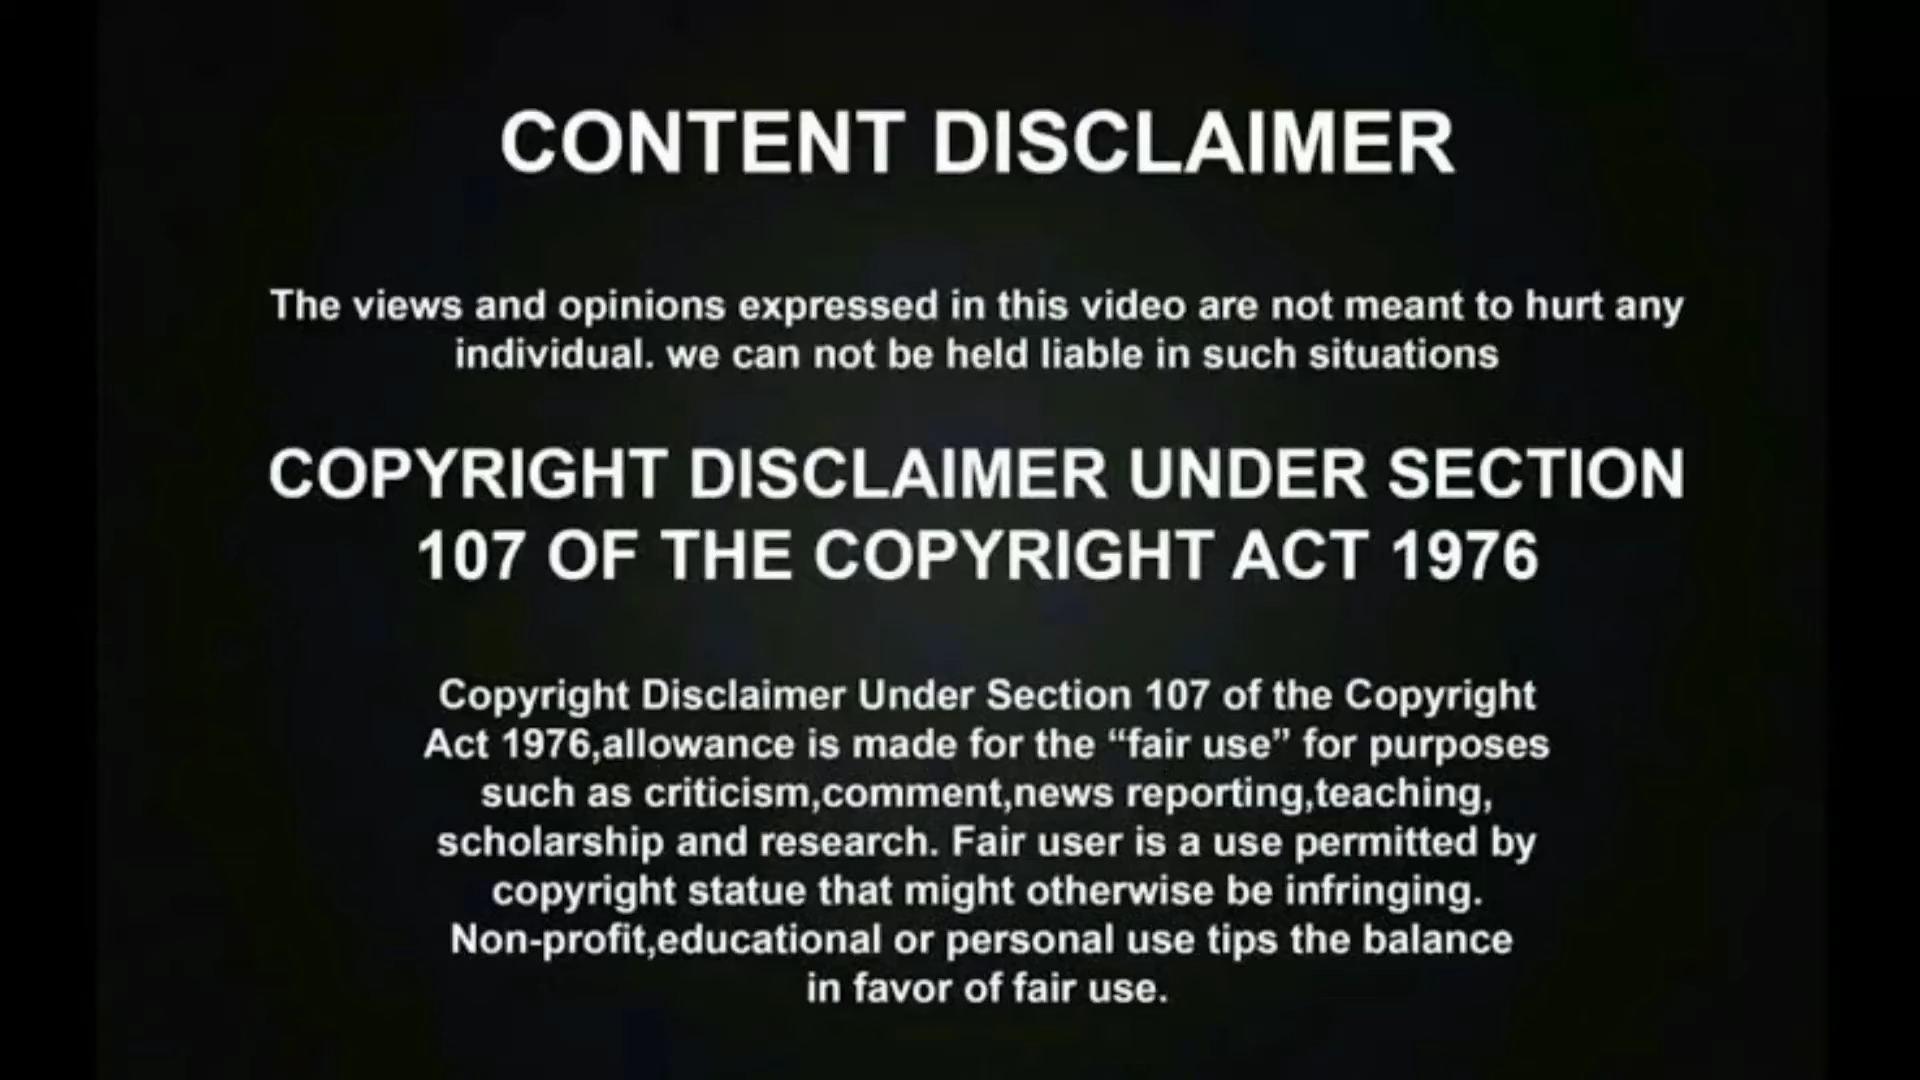 CONTENT DISCLAIMER
The views and opinions expressed in this video are not meant to hurt any
individual. we can not be held liable in such situations
COPYRIGHT DISCLAIMER UNDER SECTION
107 OF THE COPYRIGHT ACT 1976
Copyright Disclaimer Under Section 107 of the Copyright
Act 1976,allowance is made for the “fair use” for purposes
such as criticism,comment,news reporting,teaching,
scholarship and research. Fair user is a use permitted by
copyright statue that might otherwise be infringing.
Non-profit,educational or personal use tips the balance
in favor of fair use.